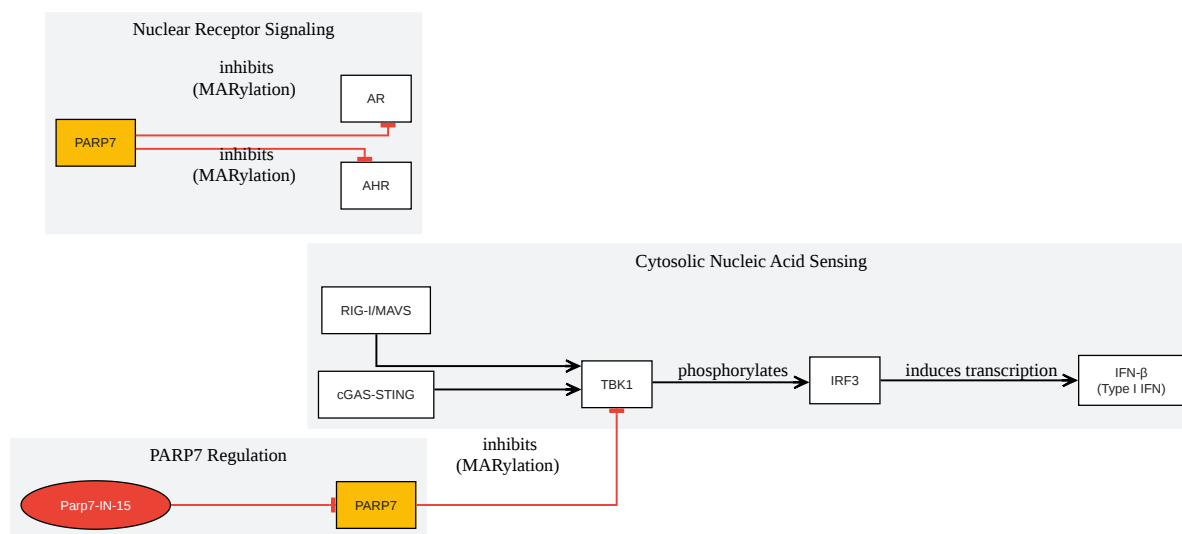 Nuclear Receptor Signaling
inhibits
(MARylation)
AR
PARP7
inhibits
(MARylation)
AHR
Cytosolic Nucleic Acid Sensing
RIG-I/MAVS
cGAS-STING
TBK1
phosphorylates
IRF3
induces transcription
IFN-β
(Type I IFN)
inhibits
(MARylation)
PARP7 Regulation
Parp7-IN-15
PARP7